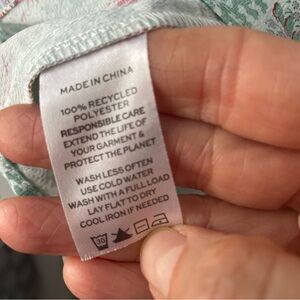 MADE IN CHINA
100% RECYCLED
POLYESTER
RESPONSIBLE CARE
EXTEND THE LIFE OF
YOUR GARMENT &
PROTECT THE PLANET
WASH LESS OFTEN
USE COLD WATER
WASH WITH A FULL LOAD
LAY FLAT TO DRY
COOL IRON IF NEEDED
30